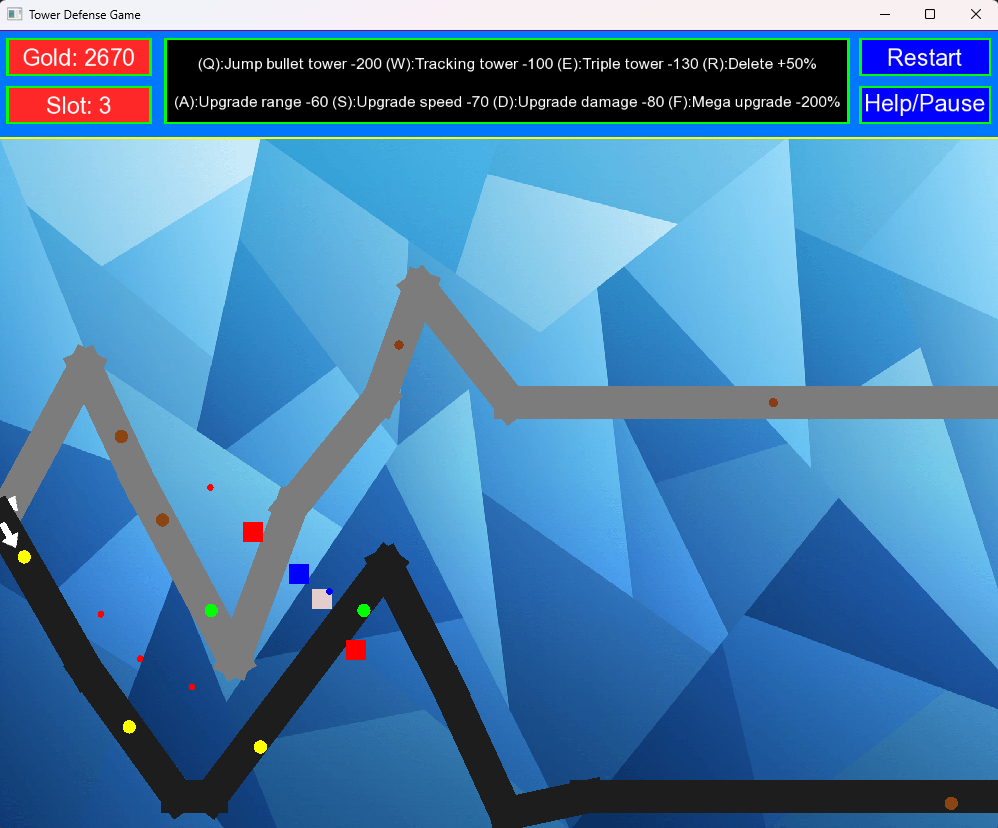 Tower Defense Game
Gold: 2670
(Q):Jump bullet tower -200 (W):Tracking tower -100 (E):Triple tower -130 (R):Delete +50%
Restart
Slot: 3
(A):Upgrade range -60 (S):Upgrade speed -70 (D):Upgrade damage -80 (F):Mega upgrade -200%
Help/Pause